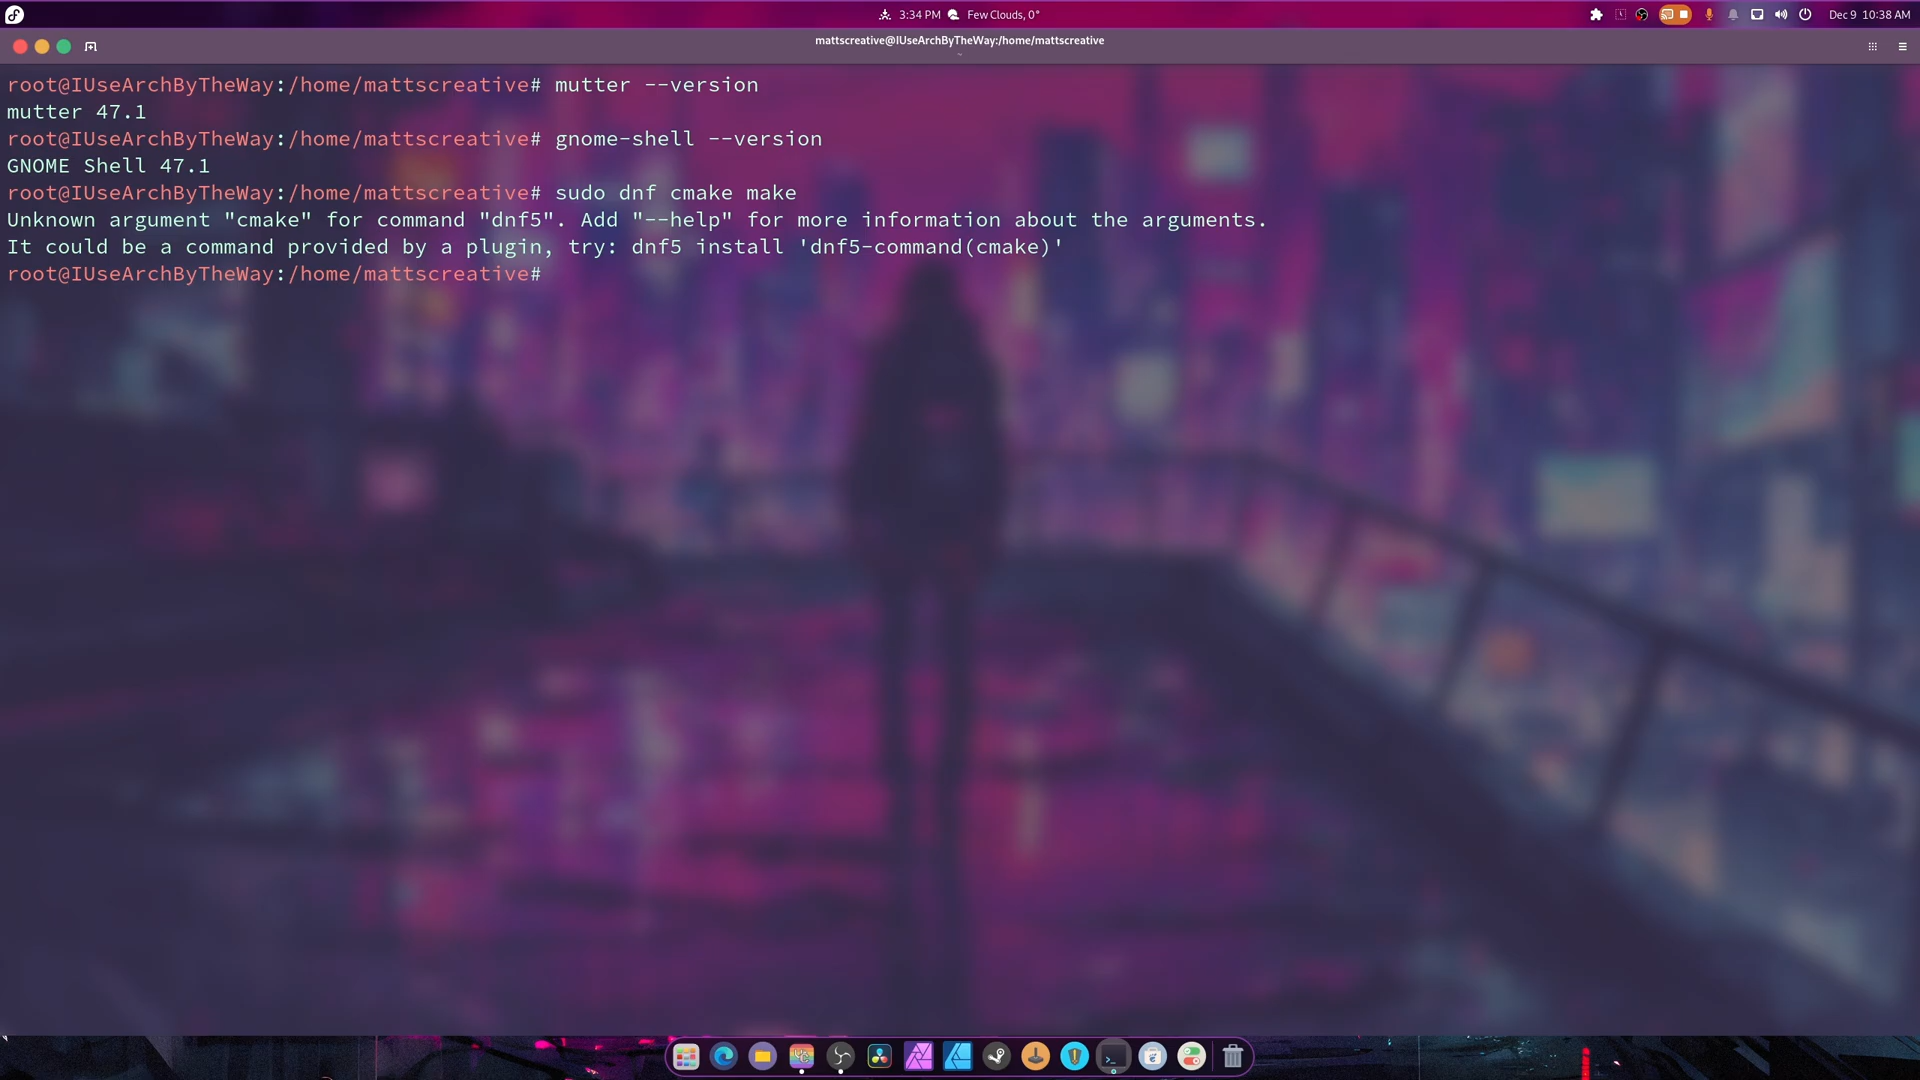 3:34 PM Few Clouds, 0° Dec 9 10:38 AM
mattscreative@IUseArchByTheWay:/home/mattscreative
~
root@IUseArchByTheWay:/home/mattscreative# mutter --version
mutter 47.1
root@IUseArchByTheWay:/home/mattscreative# gnome-shell --version
GNOME Shell 47.1
root@IUseArchByTheWay:/home/mattscreative# sudo dnf cmake make
Unknown argument "cmake" for command "dnf5". Add "--help" for more information about the arguments.
It could be a command provided by a plugin, try: dnf5 install 'dnf5-command(cmake)'
root@IUseArchByTheWay:/home/mattscreative#